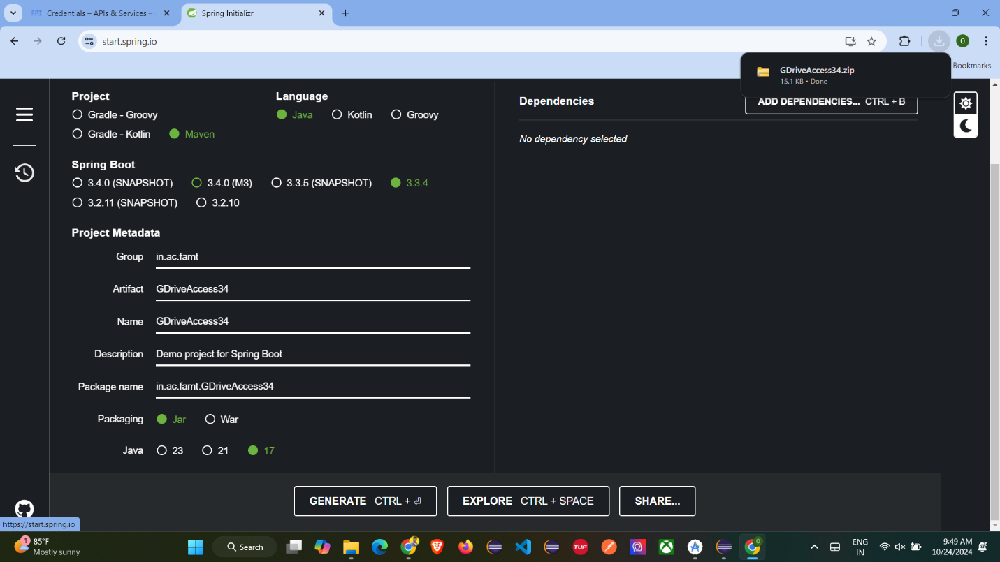 API Credentials – APIs & Services –
Spring Initializr
start.spring.io
O
Bookmarks
GDriveAccess34.zip
15.1 KB • Done
Project
Gradle - Groovy
Gradle - Kotlin Maven
Language
Java Kotlin Groovy
Spring Boot
3.4.0 (SNAPSHOT) 3.4.0 (M3) 3.3.5 (SNAPSHOT) 3.3.4
3.2.11 (SNAPSHOT) 3.2.10
Project Metadata
Group in.ac.famt
Artifact GDriveAccess34
Name GDriveAccess34
Description Demo project for Spring Boot
Package name in.ac.famt.GDriveAccess34
Packaging Jar War
Java 23 21 17
Dependencies
ADD DEPENDENCIES... CTRL + B
No dependency selected
GENERATE CTRL + ⏎
EXPLORE CTRL + SPACE
SHARE...
https://start.spring.io
1
85°F
Mostly sunny
Search
TUF
O
ENG
IN
9:49 AM
10/24/2024